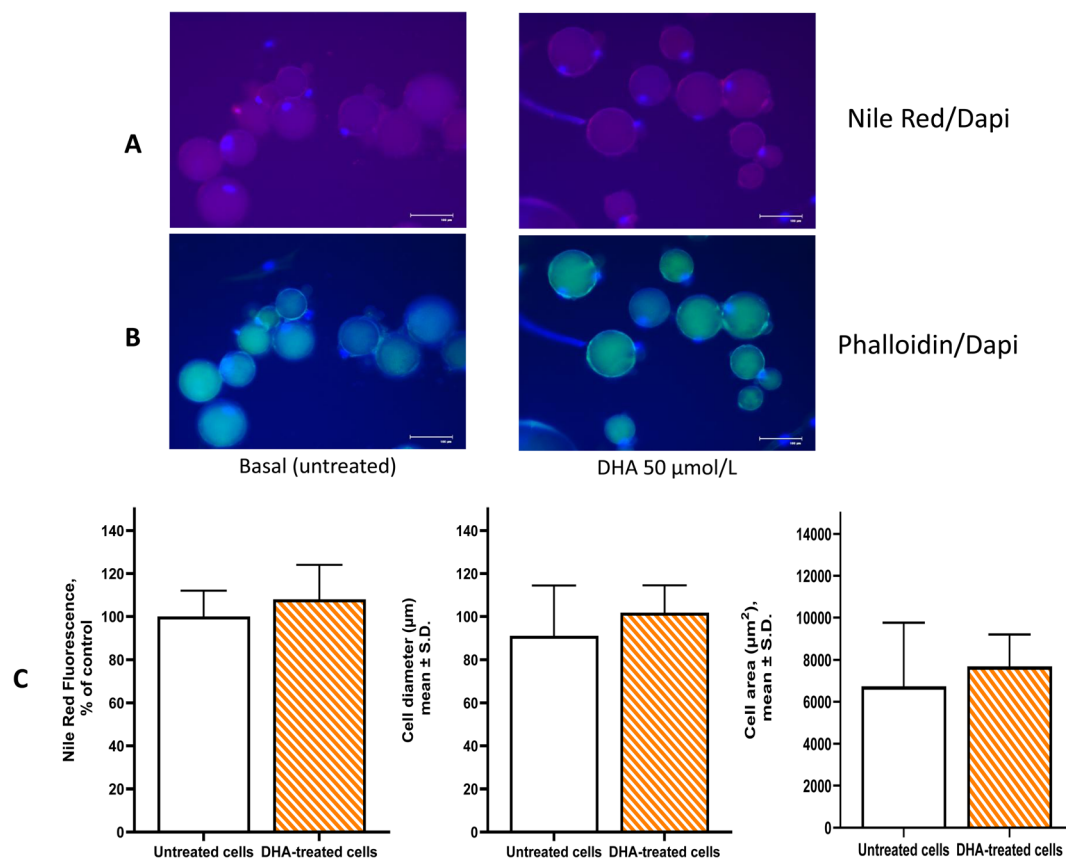 A
Nile Red/Dapi
B
Phalloidin/Dapi
Basal (untreated)
DHA 50 µmol/L
C
Nile Red Fluorescence,
% of control
140
120
100
80
60
40
20
0
Untreated cells
DHA-treated cells
Cell diameter (µm)
mean ± S.D.
140
120
100
80
60
40
20
0
Untreated cells
DHA-treated cells
Cell area (µm²),
mean ± S.D.
14000
12000
10000
8000
6000
4000
2000
0
Untreated cells
DHA-treated cells